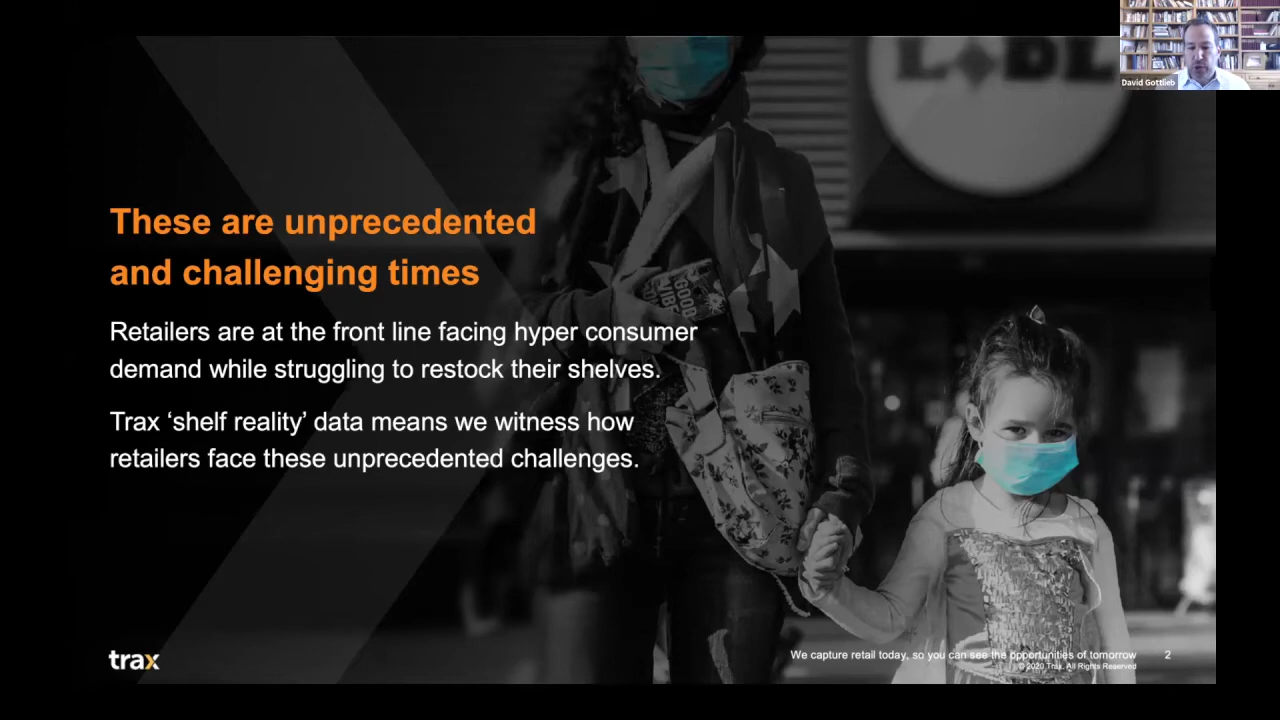 David Gottlieb
These are unprecedented
and challenging times
GOOD
VIBE
Retailers are at the front line facing hyper consumer
demand while struggling to restock their shelves.
Trax ‘shelf reality’ data means we witness how
retailers face these unprecedented challenges.
trax
We capture retail today, so you can see the opportunities of tomorrow
2
© 2020 Trax. All Rights Reserved